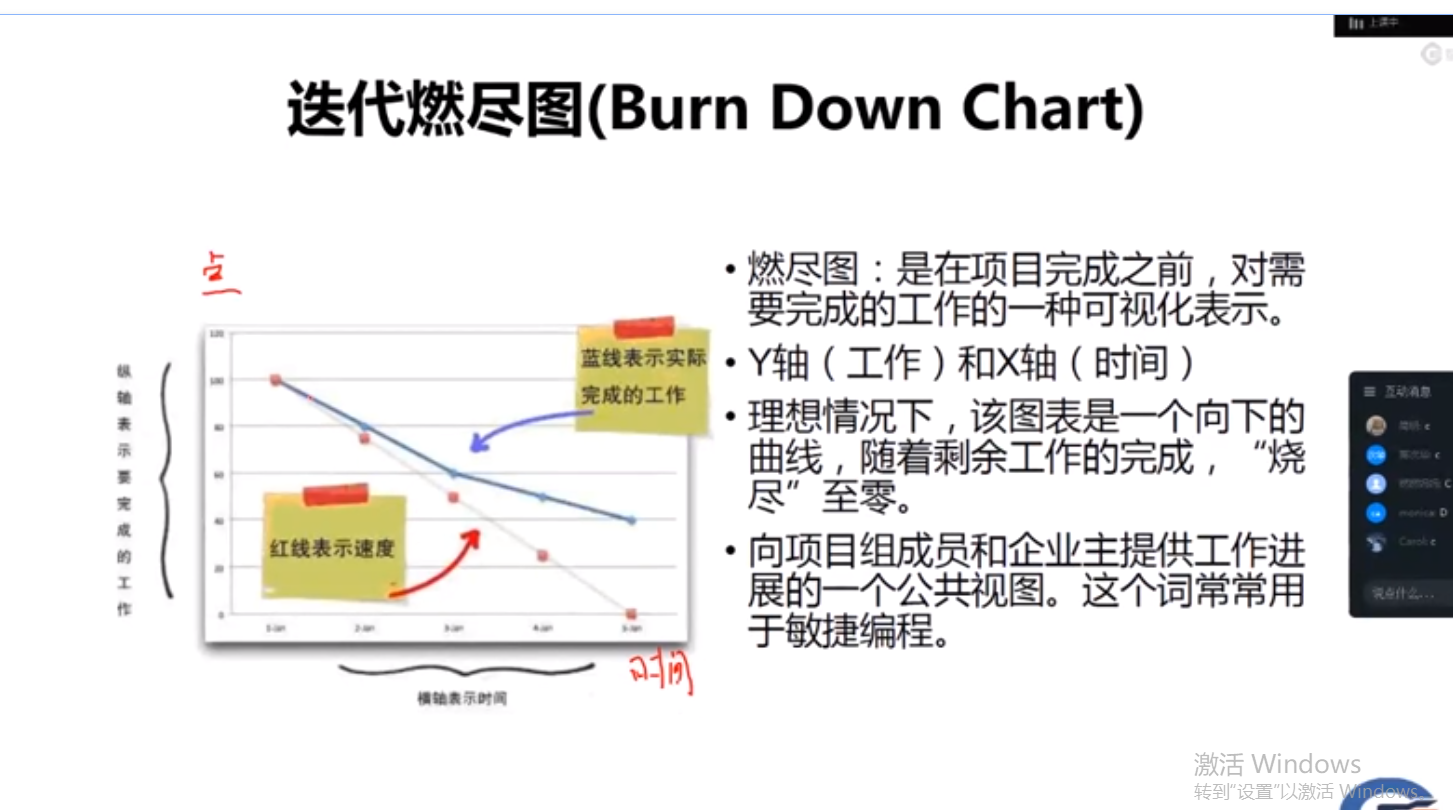 上课中
迭代燃尽图(Burn Down Chart)
点
纵轴表示要完成的工作
120
100
80
60
40
20
0
1-Jan
2-Jan
3-Jan
4-Jan
5-Jan
蓝线表示实际
完成的工作
红线表示速度
时间
横轴表示时间
• 燃尽图：是在项目完成之前，对需
要完成的工作的一种可视化表示。
• Y轴（工作）和X轴（时间）
• 理想情况下，该图表是一个向下的
曲线，随着剩余工作的完成，“烧
尽”至零。
• 向项目组成员和企业主提供工作进
展的一个公共视图。这个词常常用
于敏捷编程。
互动消息
monica D
Carol c
说点什么...
激活 Windows
转到“设置”以激活 Windows。